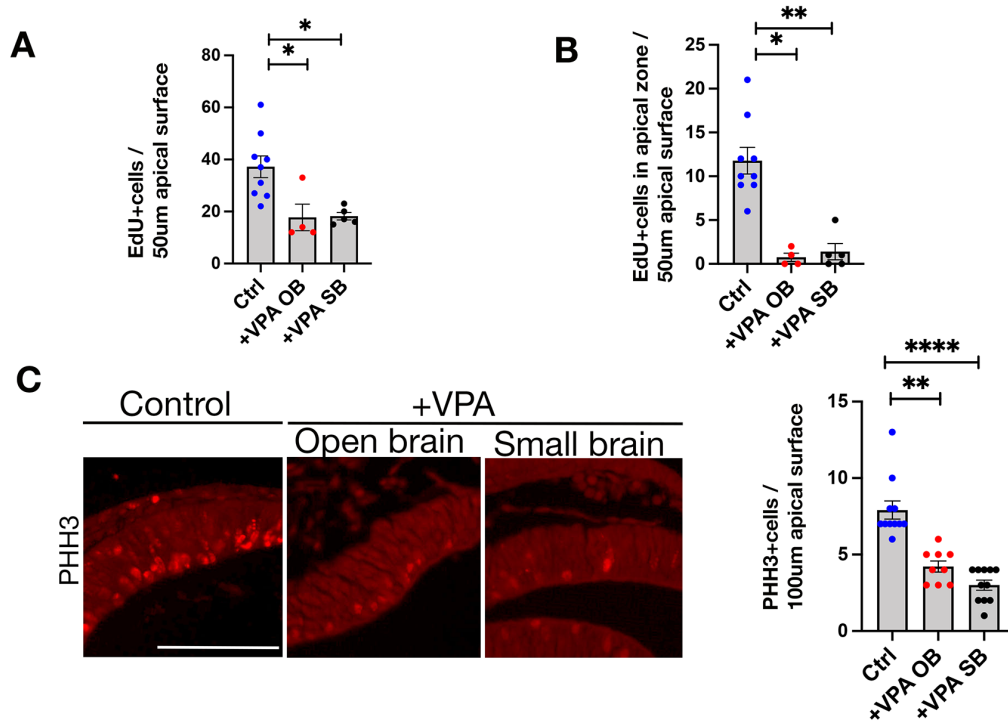 A
*
*
80
60
40
20
0
EdU+cells /
50um apical surface
Ctrl
+VPA OB
+VPA SB
B
**
*
25
20
15
10
5
0
EdU+cells in apical zone /
50um apical surface
Ctrl
+VPA OB
+VPA SB
C
Control
+VPA
Open brain
Small brain
PHH3
****
**
15
10
5
0
PHH3+cells /
100um apical surface
Ctrl
+VPA OB
+VPA SB